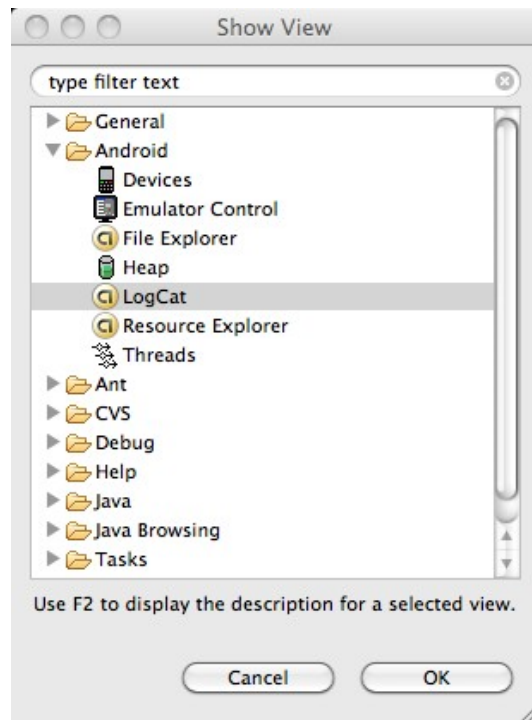 Show View
type filter text
General
Android
Devices
Emulator Control
File Explorer
Heap
LogCat
Resource Explorer
Threads
Ant
CVS
Debug
Help
Java
Java Browsing
Tasks
Use F2 to display the description for a selected view.
Cancel OK